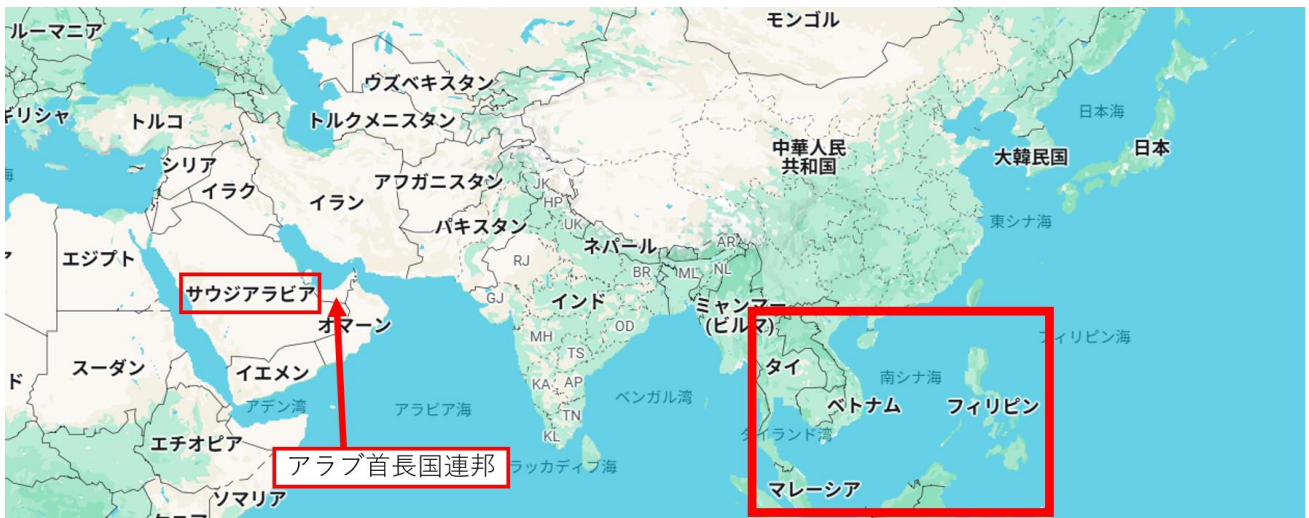 モンゴル
ルーマニア
ウズベキスタン
ギリシャ
トルコ
トルクメニスタン
日本海
中華人民
共和国
大韓民国
日本
シリア
イラク
アフガニスタン
イラン
JK
HP
パキスタン
UK
東シナ海
ネパール
AR
エジプト
RJ
BR
ML
NL
サウジアラビア
GJ
インド
ミャンマー
(ビルマ)
オマーン
OD
MH
フィリピン海
TS
スーダン
イエメン
タイ
南シナ海
KA
AP
ベンガル湾
アデン湾
アラビア海
ベトナム
フィリピン
TN
KL
タイランド湾
エチオピア
アラブ首長国連邦
ラッカディブ海
マレーシア
ソマリア